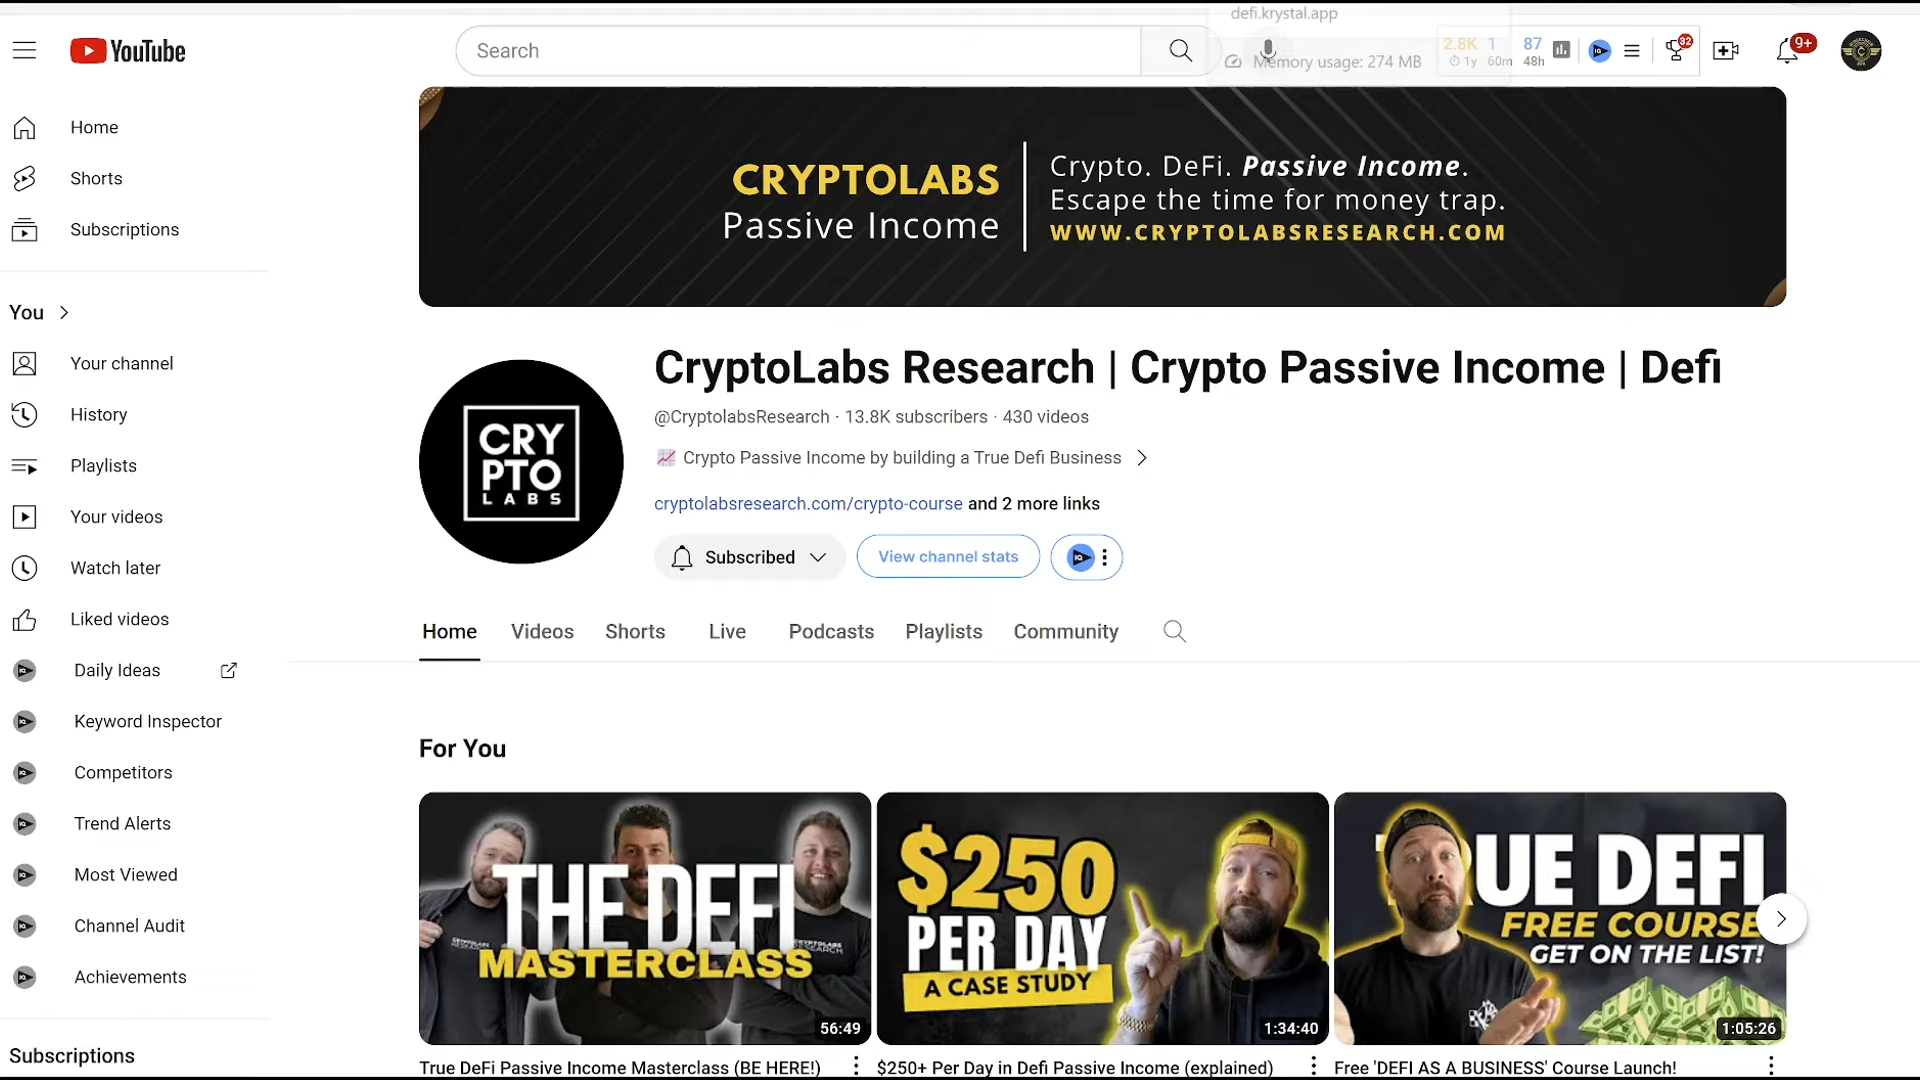 defi.krystal.app
YouTube
Search
Memory usage: 274 MB
2.8K 1 87
1y 60m 48h
32
9+
Home
Shorts
Subscriptions
You
Your channel
History
Playlists
Your videos
Watch later
Liked videos
Daily Ideas
Keyword Inspector
Competitors
Trend Alerts
Most Viewed
Channel Audit
Achievements
Subscriptions
CRYPTOLABS
Passive Income
Crypto. DeFi. Passive Income.
Escape the time for money trap.
WWW.CRYPTOLABSRESEARCH.COM
CRY
PTO
LABS
CryptoLabs Research | Crypto Passive Income | Defi
@CryptolabsResearch · 13.8K subscribers · 430 videos
Crypto Passive Income by building a True Defi Business
cryptolabsresearch.com/crypto-course and 2 more links
Subscribed
View channel stats
Home Videos Shorts Live Podcasts Playlists Community
For You
THE DEFI
MASTERCLASS
56:49
True DeFi Passive Income Masterclass (BE HERE!)
$250
PER DAY
A CASE STUDY
1:34:40
$250+ Per Day in Defi Passive Income (explained)
TRUE DEFI
FREE COURSE
GET ON THE LIST!
1:05:26
Free 'DEFI AS A BUSINESS' Course Launch!